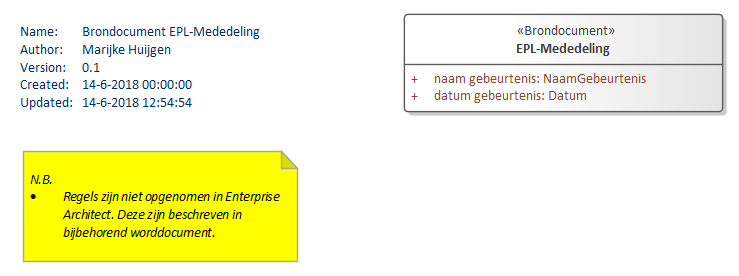 Name: Brondocument EPL-Mededeling
Author: Marijke Huijgen
Version: 0.1
Created: 14-6-2018 00:00:00
Updated: 14-6-2018 12:54:54
«Brondocument»
EPL-Mededeling
+ naam gebeurtenis: NaamGebeurtenis
+ datum gebeurtenis: Datum
N.B.
• Regels zijn niet opgenomen in Enterprise
Architect. Deze zijn beschreven in
bijbehorend worddocument.